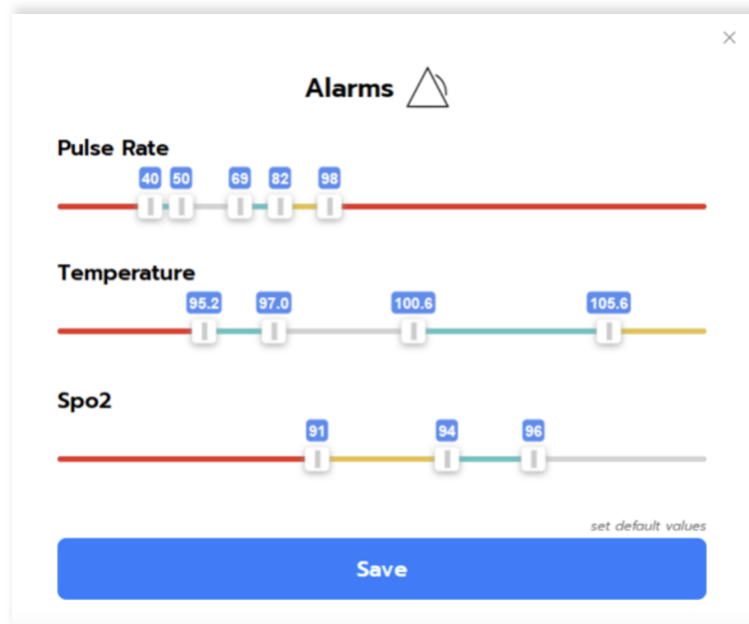 Alarms
Pulse Rate
40 50 69 82 98
Temperature
95.2 97.0 100.6 105.6
Spo2
91 94 96
set default values
Save